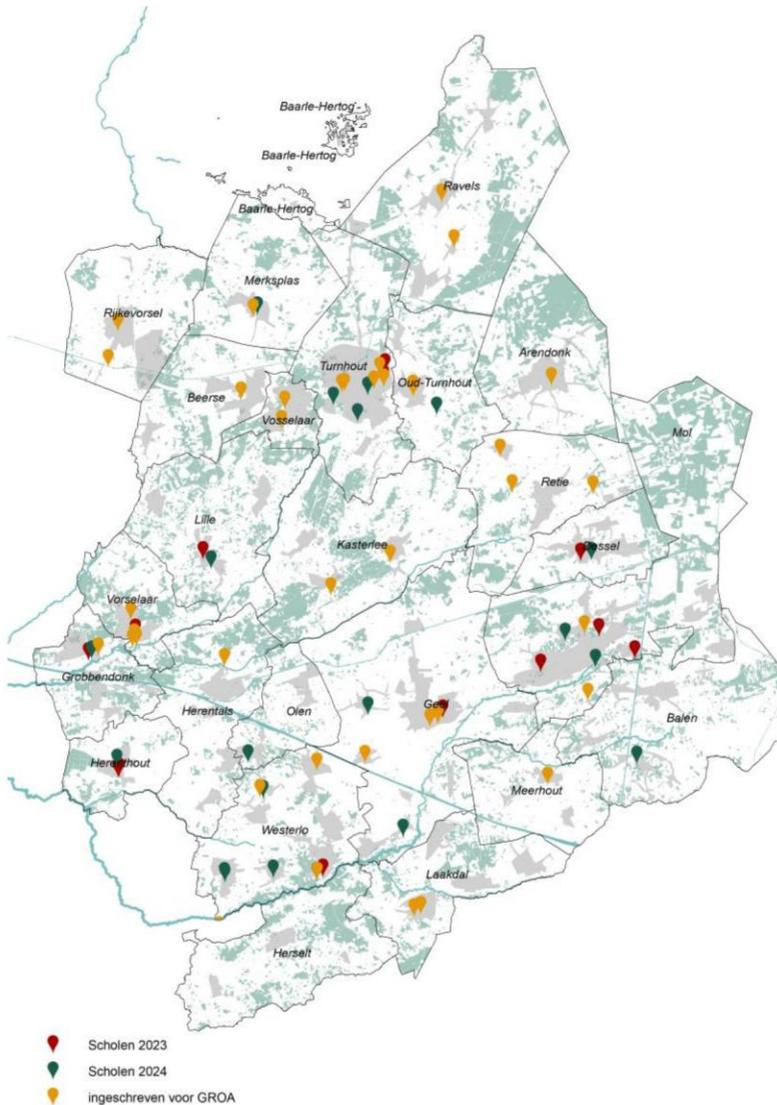 Baarle-Hertog
Baarle-Hertog
Ravels
Baarle-Hertog
Merksplas
Rijkevorsel
Turnhout
Arendonk
Oud-Turnhout
Beerse
Vosselaar
Mol
Retie
Lille
Kasterlee
Dessel
Vorselaar
Grobbendonk
Herentals
Olen
Geel
Balen
Herenthout
Meerhout
Westerlo
Laakdal
Herselt
Scholen 2023
Scholen 2024
ingeschreven voor GROA